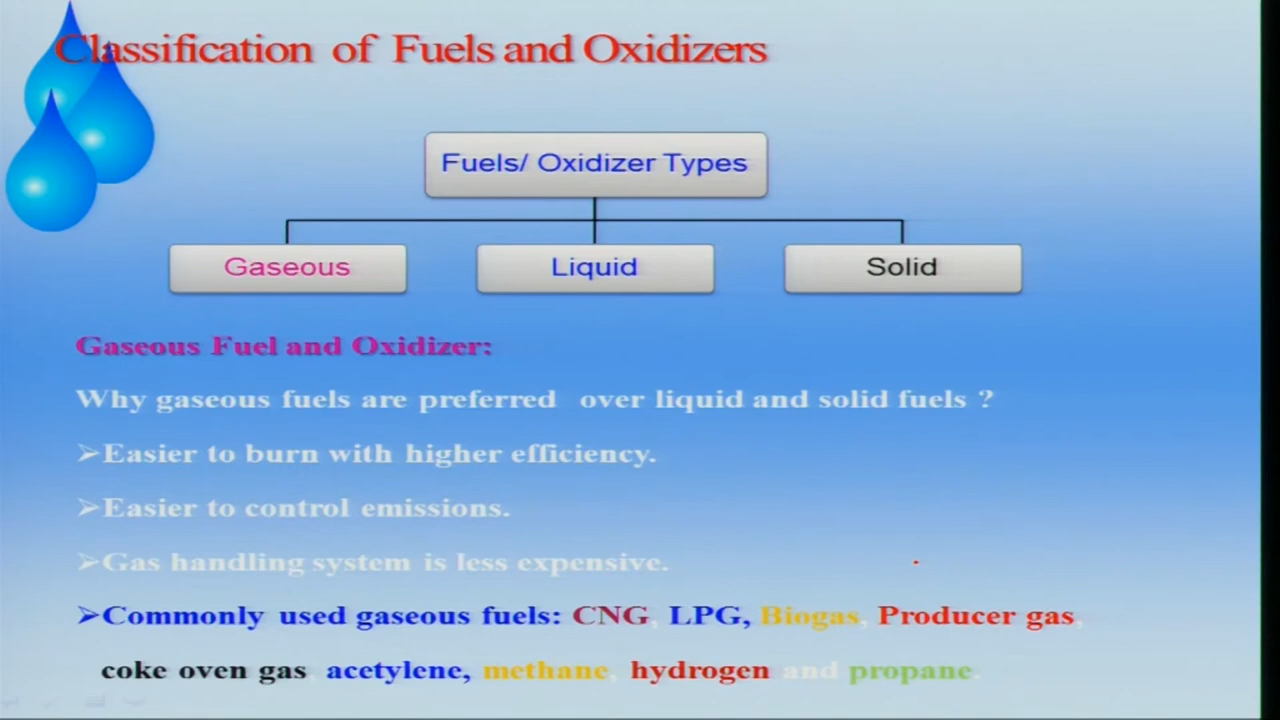 Classification of Fuels and Oxidizers
Fuels/ Oxidizer Types
Gaseous
Liquid
Solid
Gaseous Fuel and Oxidizer:
Why gaseous fuels are preferred over liquid and solid fuels ?
➢Easier to burn with higher efficiency.
➢Easier to control emissions.
➢Gas handling system is less expensive.
➢Commonly used gaseous fuels: CNG, LPG, Biogas, Producer gas,
coke oven gas, acetylene, methane, hydrogen and propane.